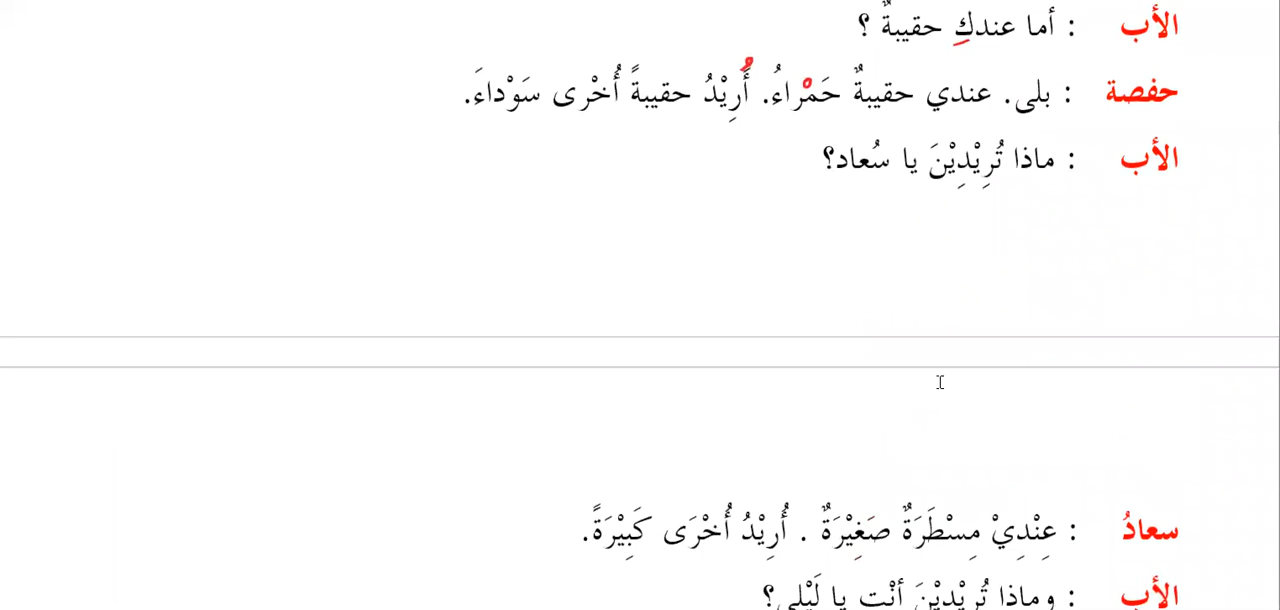 الأب : أما عندكِ حقيبةٌ ؟
حفصة : بلى. عندي حقيبةٌ حَمْراءُ. أُرِيْدُ حقيبةً أُخْرى سَوْداءَ.
الأب : ماذا تُرِيْدِيْنَ يا سُعاد؟
سعادُ : عِنْدِيْ مِسْطَرَةٌ صَغِيْرَةٌ . أُرِيْدُ أُخْرَى كَبِيْرَةً.
الأب : وماذا تُرِيْدِيْنَ أنْتِ يا لَيْلى؟